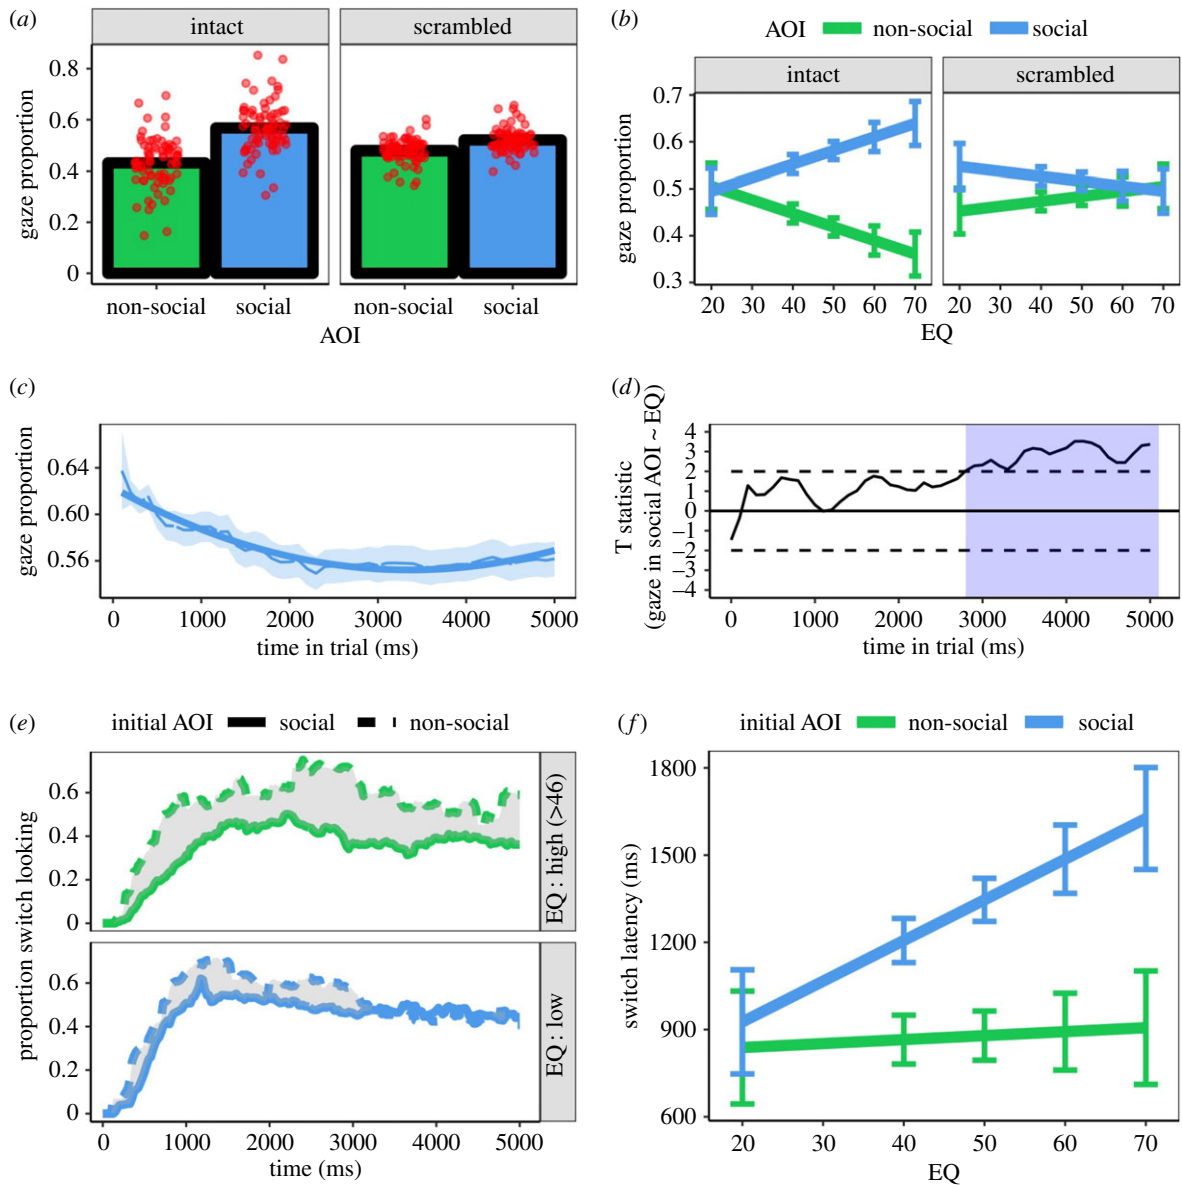 (a)
intact
scrambled
gaze proportion
0.8
0.6
0.4
0.2
0
non-social
social
non-social
social
AOI
(b)
AOI
non-social
social
intact
scrambled
gaze proportion
0.7
0.6
0.5
0.4
0.3
20 30 40 50 60 70
20 30 40 50 60 70
EQ
(c)
gaze proportion
0.64
0.60
0.56
0 1000 2000 3000 4000 5000
time in trial (ms)
(d)
T statistic
(gaze in social AOI ~ EQ)
4
3
2
1
0
−1
−2
−3
−4
0 1000 2000 3000 4000 5000
time in trial (ms)
(e)
initial AOI
social
non-social
proportion switch looking
0.6
0.4
0.2
0
EQ : high (>46)
0.6
0.4
0.2
0
EQ : low
0 1000 2000 3000 4000 5000
time (ms)
(f)
initial AOI
non-social
social
switch latency (ms)
1800
1500
1200
900
600
20 30 40 50 60 70
EQ